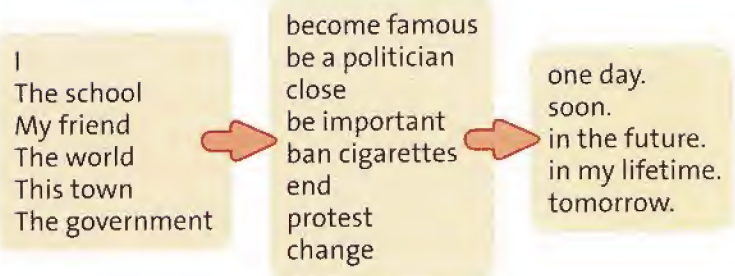 I
The school
My friend
The world
This town
The government
become famous
be a politician
close
be important
ban cigarettes
end
protest
change
one day.
soon.
in the future.
in my lifetime.
tomorrow.